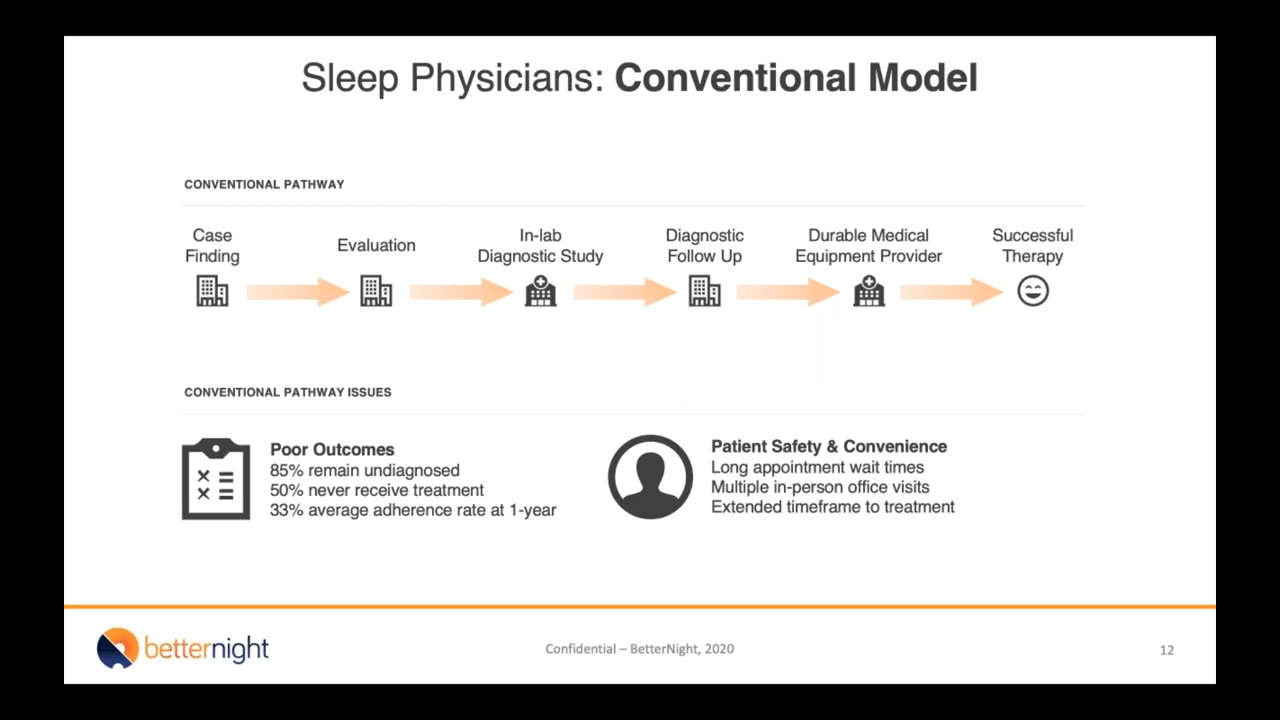 Sleep Physicians: Conventional Model
CONVENTIONAL PATHWAY
Case
Finding
Evaluation
In-lab
Diagnostic Study
Diagnostic
Follow Up
Durable Medical
Equipment Provider
Successful
Therapy
CONVENTIONAL PATHWAY ISSUES
Poor Outcomes
85% remain undiagnosed
50% never receive treatment
33% average adherence rate at 1-year
Patient Safety & Convenience
Long appointment wait times
Multiple in-person office visits
Extended timeframe to treatment
betternight
Confidential – BetterNight, 2020
12